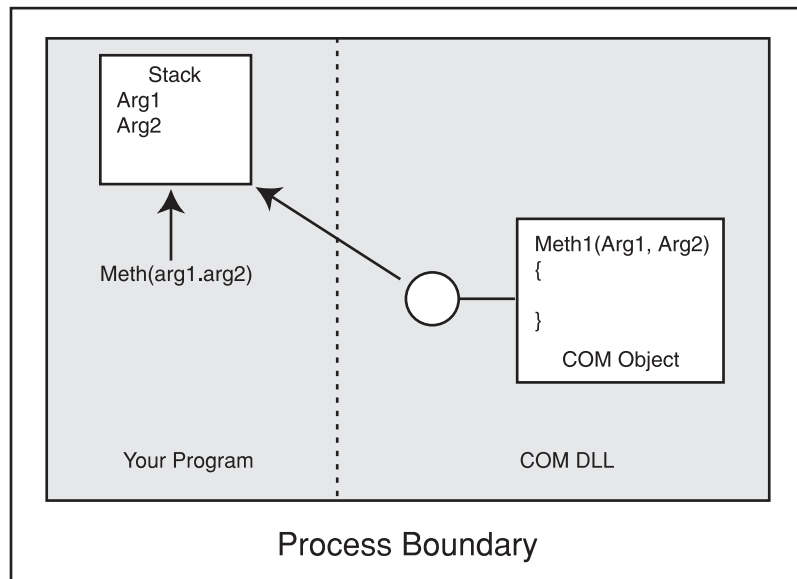 Stack
Arg1
Arg2
Meth(arg1.arg2)
Meth1(Arg1, Arg2)
{
}
COM Object
Your Program
COM DLL
Process Boundary